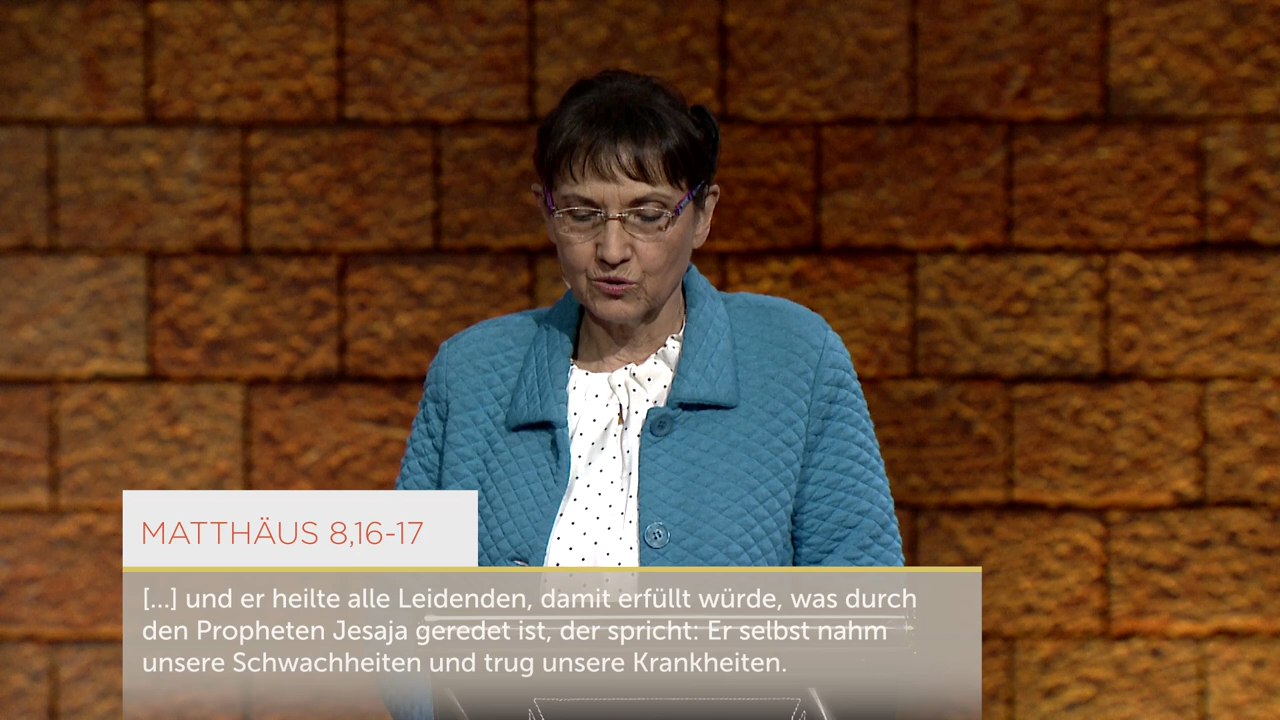 MATTHÄUS 8,16-17
[...] und er heilte alle Leidenden, damit erfüllt würde, was durch
den Propheten Jesaja geredet ist, der spricht: Er selbst nahm
unsere Schwachheiten und trug unsere Krankheiten.